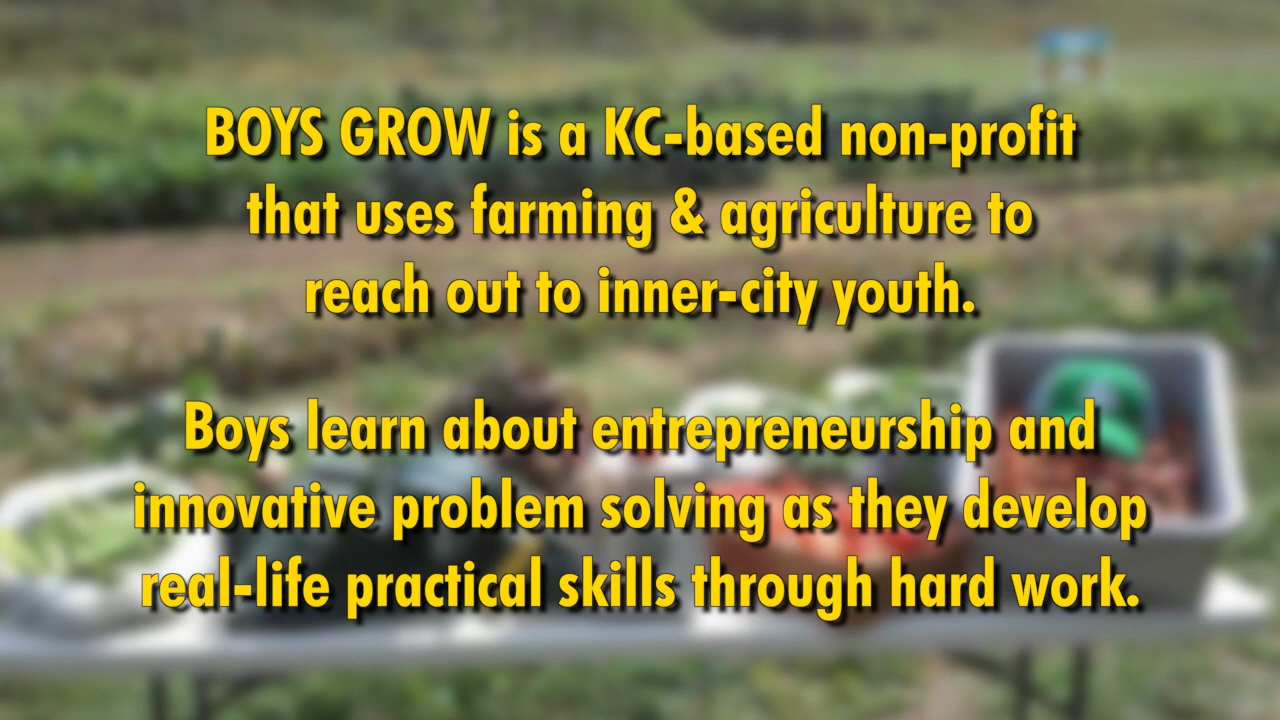 BOYS GROW is a KC-based non-profit
that uses farming & agriculture to
reach out to inner-city youth.
Boys learn about entrepreneurship and
innovative problem solving as they develop
real-life practical skills through hard work.